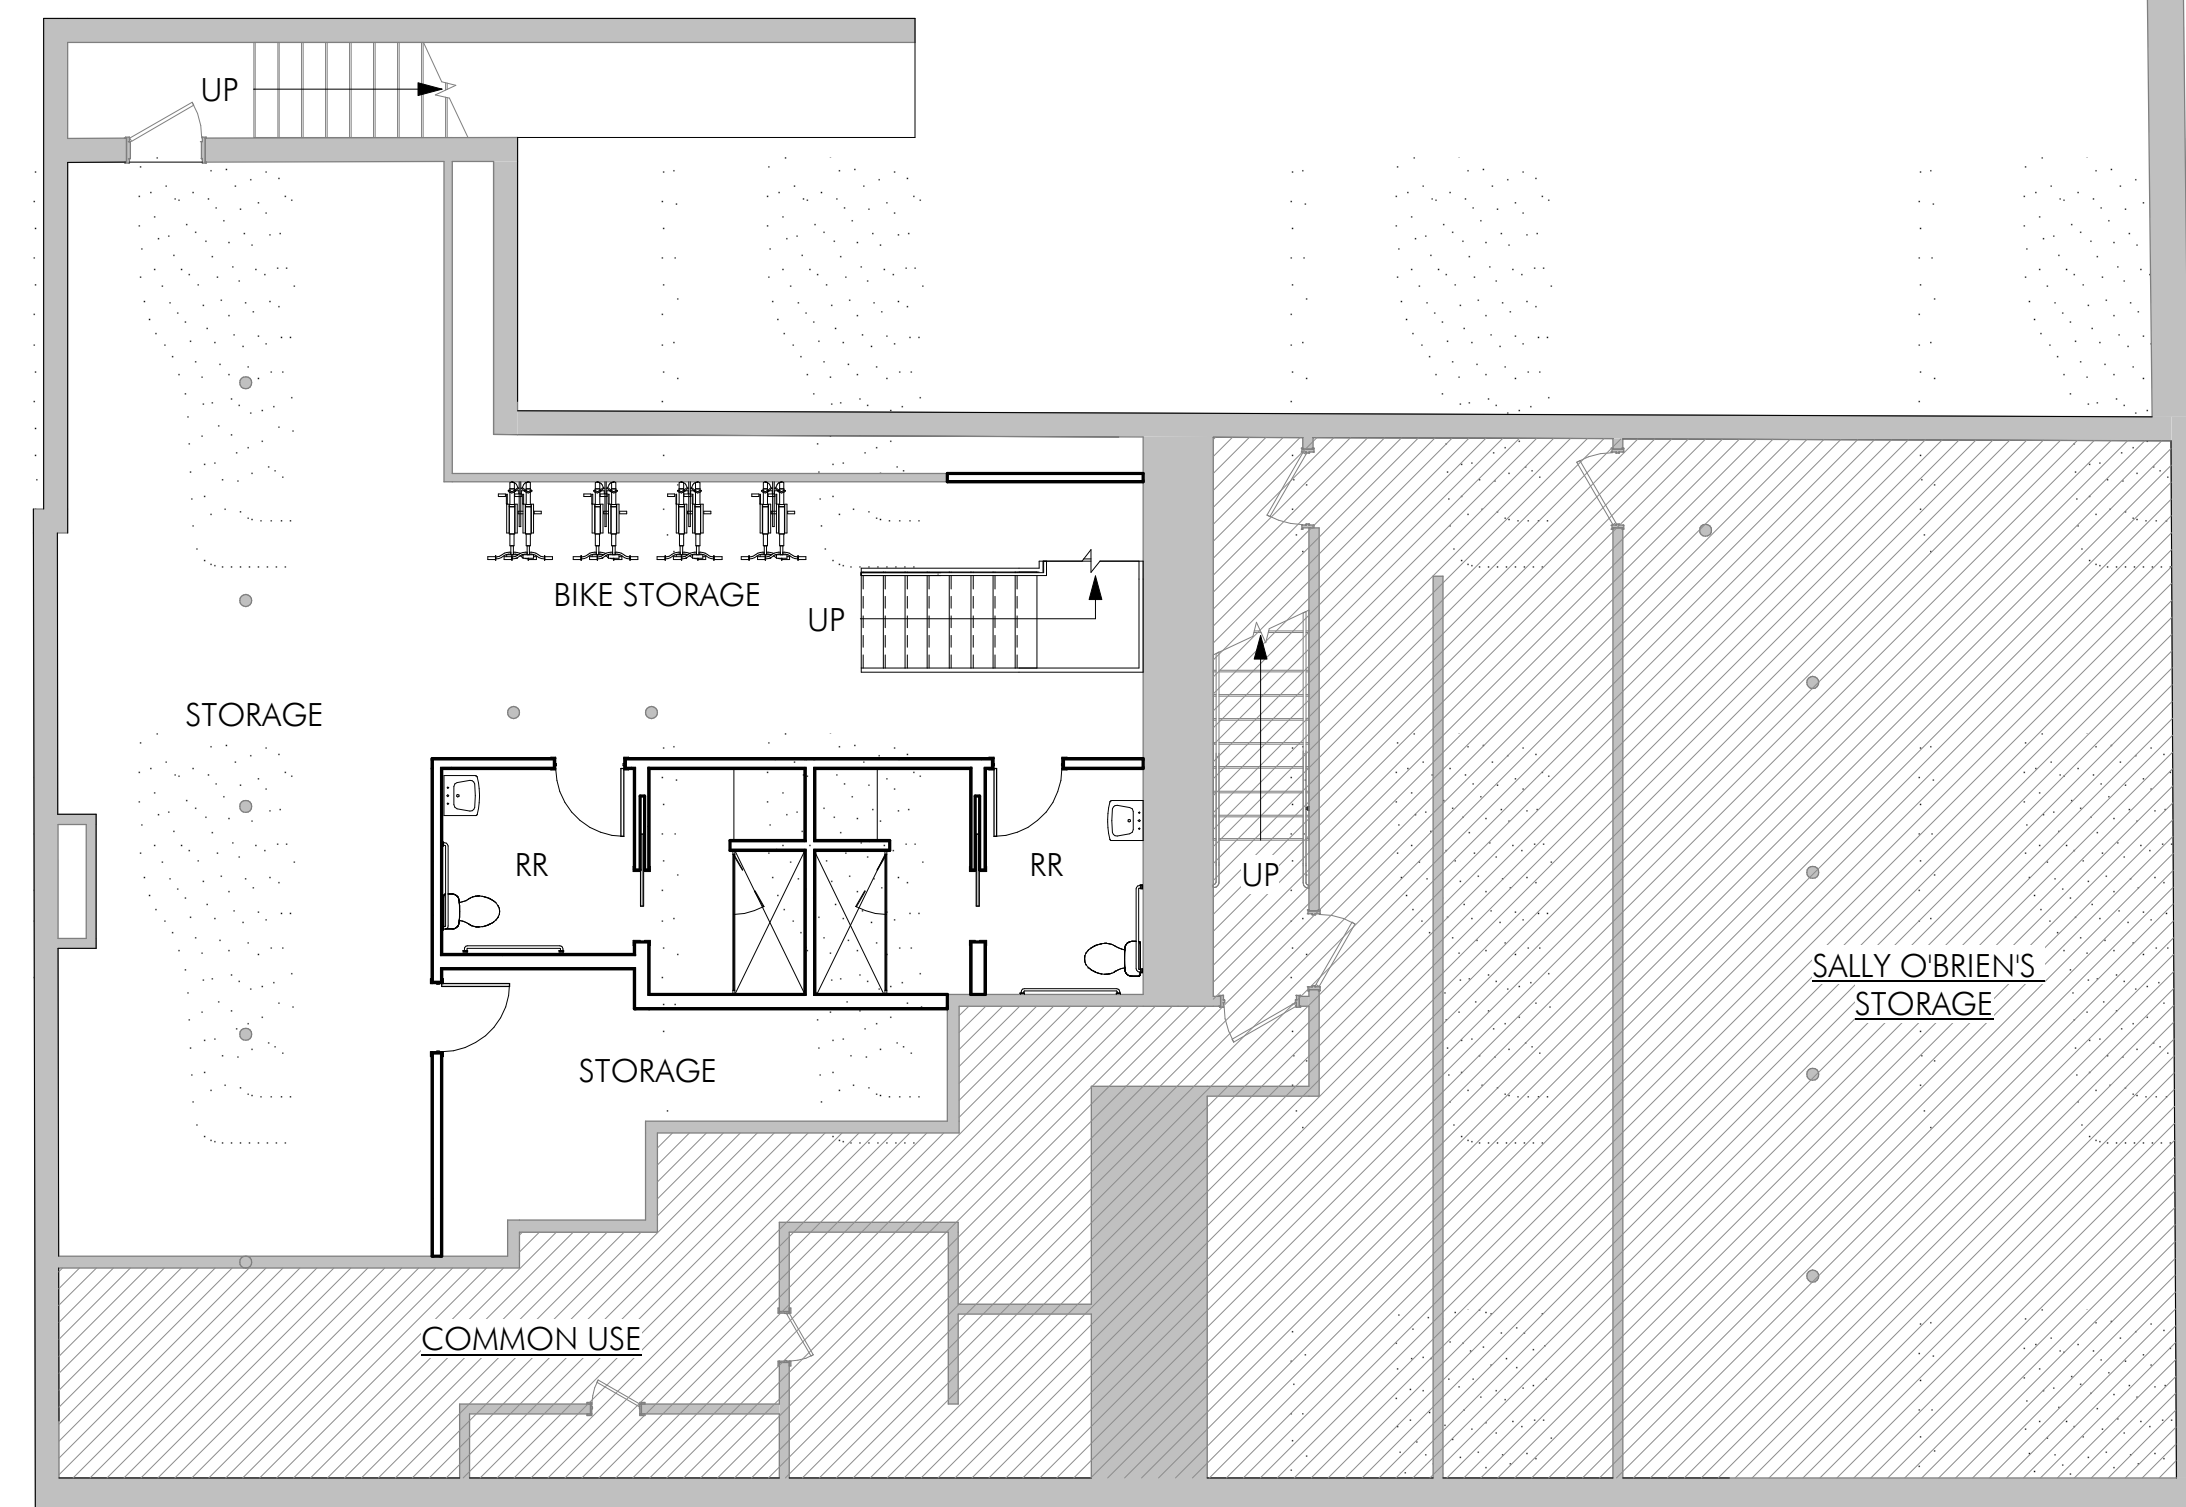 UP
BIKE STORAGE
UP
STORAGE
RR
RR
UP
SALLY O'BRIEN'S
STORAGE
STORAGE
COMMON USE